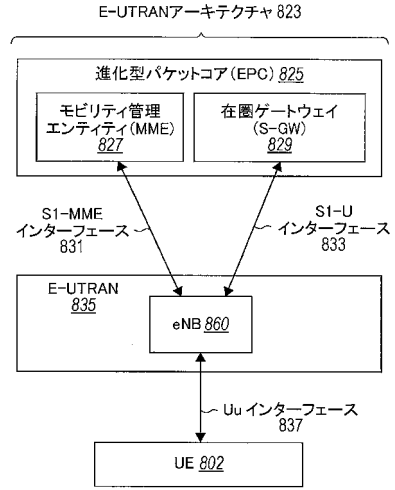 E-UTRANアーキテクチャ 823
進化型パケットコア(EPC) 825
モビリティ管理
エンティティ(MME)
827
在圏ゲートウェイ
(S-GW)
829
S1-MME
インターフェース
831
S1-U
インターフェース
833
E-UTRAN
835
eNB 860
Uuインターフェース
837
UE 802